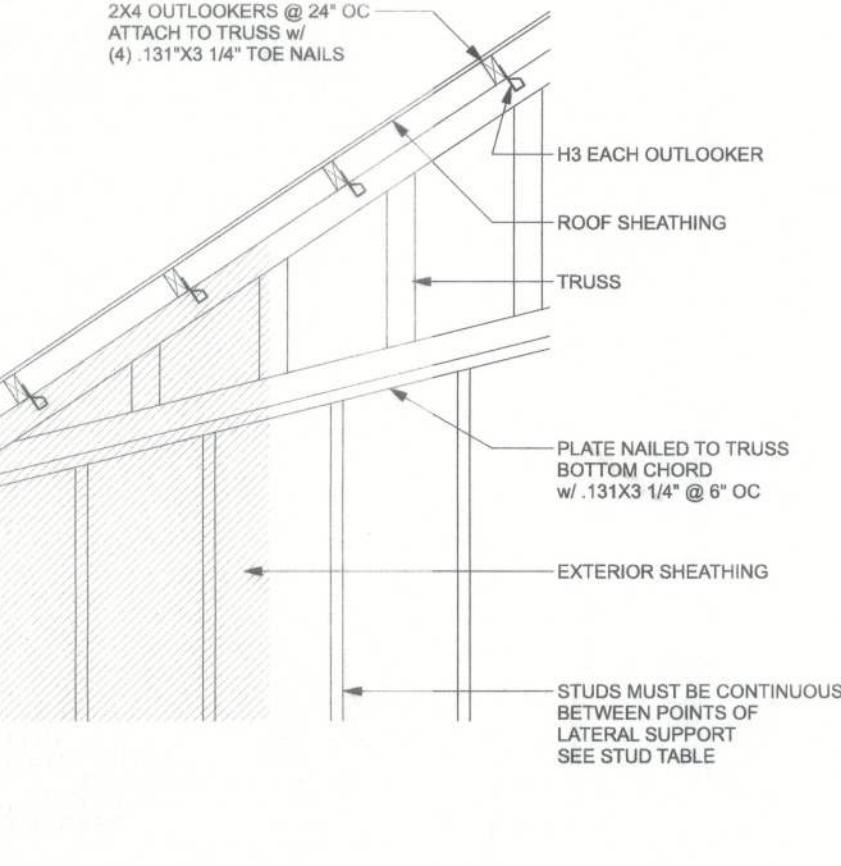 2X4 OUTLOOKERS @ 24" OC
ATTACH TO TRUSS w/
(4) .131"X3 1/4" TOE NAILS
H3 EACH OUTLOOKER
ROOF SHEATHING
TRUSS
PLATE NAILED TO TRUSS
BOTTOM CHORD
w/ .131X3 1/4" @ 6" OC
EXTERIOR SHEATHING
STUDS MUST BE CONTINUOUS
BETWEEN POINTS OF
LATERAL SUPPORT
SEE STUD TABLE